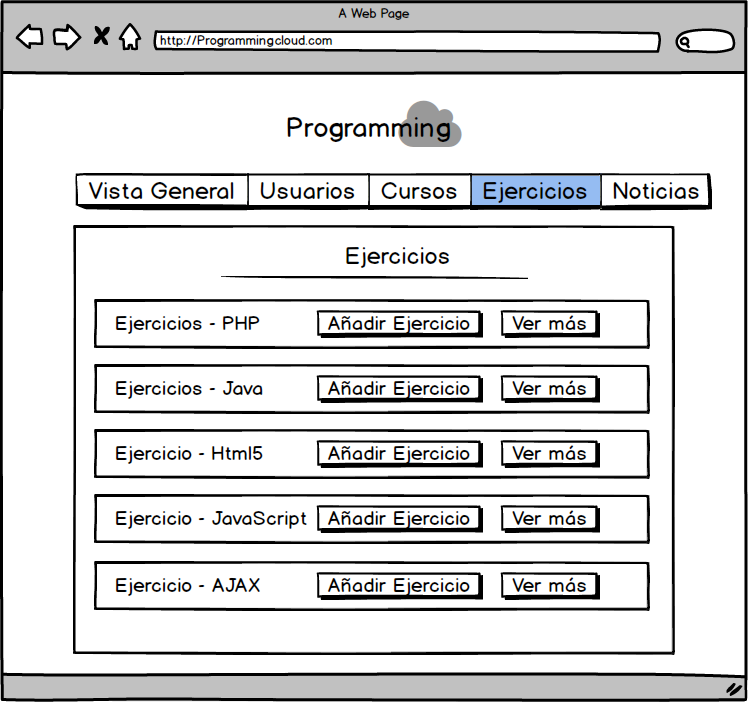 A Web Page
http://Programmingcloud.com
Programming
Vista General Usuarios Cursos Ejercicios Noticias
Ejercicios
Ejercicios - PHP Añadir Ejercicio Ver más
Ejercicios - Java Añadir Ejercicio Ver más
Ejercicio - Html5 Añadir Ejercicio Ver más
Ejercicio - JavaScript Añadir Ejercicio Ver más
Ejercicio - AJAX Añadir Ejercicio Ver más